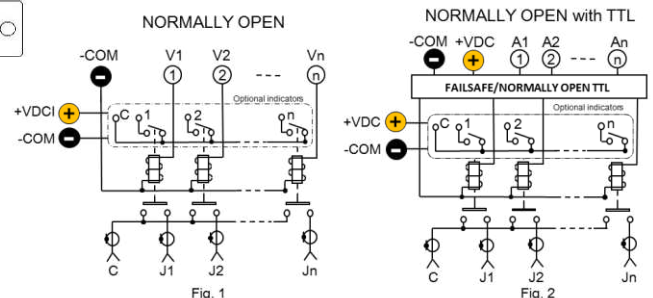 NORMALLY OPEN
-COM V1 V2 Vn
1 2 n
Optional indicators
+VDCI
-COM
C 1 2 n
C J1 J2 Jn
Fig. 1
NORMALLY OPEN with TTL
-COM +VDC A1 A2 An
1 2 n
FAILSAFE/NORMALLY OPEN TTL
Optional indicators
+VDC
-COM
C 1 2 n
C J1 J2 Jn
Fig. 2